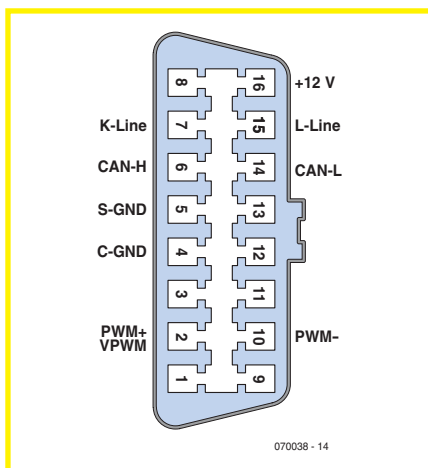 8 16 +12 V
K-Line 7 15 L-Line
CAN-H 6 14 CAN-L
S-GND 5 13
C-GND 4 12
3 11
PWM+
VPWM 2 10 PWM-
1 9
070038 - 14